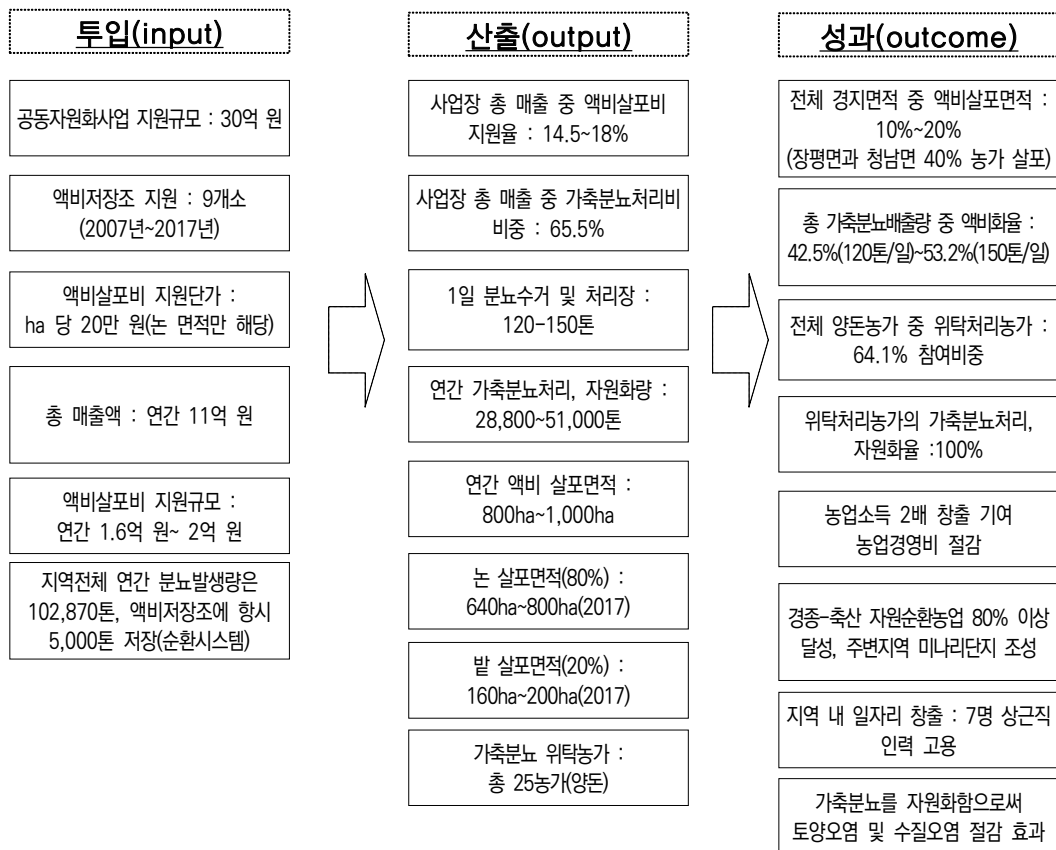 투입(input)
공동자원화사업 지원규모 : 30억 원
액비저장조 지원 : 9개소
(2007년~2017년)
액비살포비 지원단가 :
ha 당 20만 원(논 면적만 해당)
총 매출액 : 연간 11억 원
액비살포비 지원규모 :
연간 1.6억 원~ 2억 원
지역전체 연간 분뇨발생량은
102,870톤, 액비저장조에 항시
5,000톤 저장(순환시스템)
산출(output)
사업장 총 매출 중 액비살포비
지원율 : 14.5~18%
사업장 총 매출 중 가축분뇨처리비
비중 : 65.5%
1일 분뇨수거 및 처리장 :
120-150톤
연간 가축분뇨처리, 자원화량 :
28,800~51,000톤
연간 액비 살포면적 :
800ha~1,000ha
논 살포면적(80%) :
640ha~800ha(2017)
밭 살포면적(20%) :
160ha~200ha(2017)
가축분뇨 위탁농가 :
총 25농가(양돈)
성과(outcome)
전체 경지면적 중 액비살포면적 :
10%~20%
(장평면과 청남면 40% 농가 살포)
총 가축분뇨배출량 중 액비화율 :
42.5%(120톤/일)~53.2%(150톤/일)
전체 양돈농가 중 위탁처리농가 :
64.1% 참여비중
위탁처리농가의 가축분뇨처리,
자원화율 :100%
농업소득 2배 창출 기여
농업경영비 절감
경종-축산 자원순환농업 80% 이상
달성, 주변지역 미나리단지 조성
지역 내 일자리 창출 : 7명 상근직
인력 고용
가축분뇨를 자원화함으로써
토양오염 및 수질오염 절감 효과